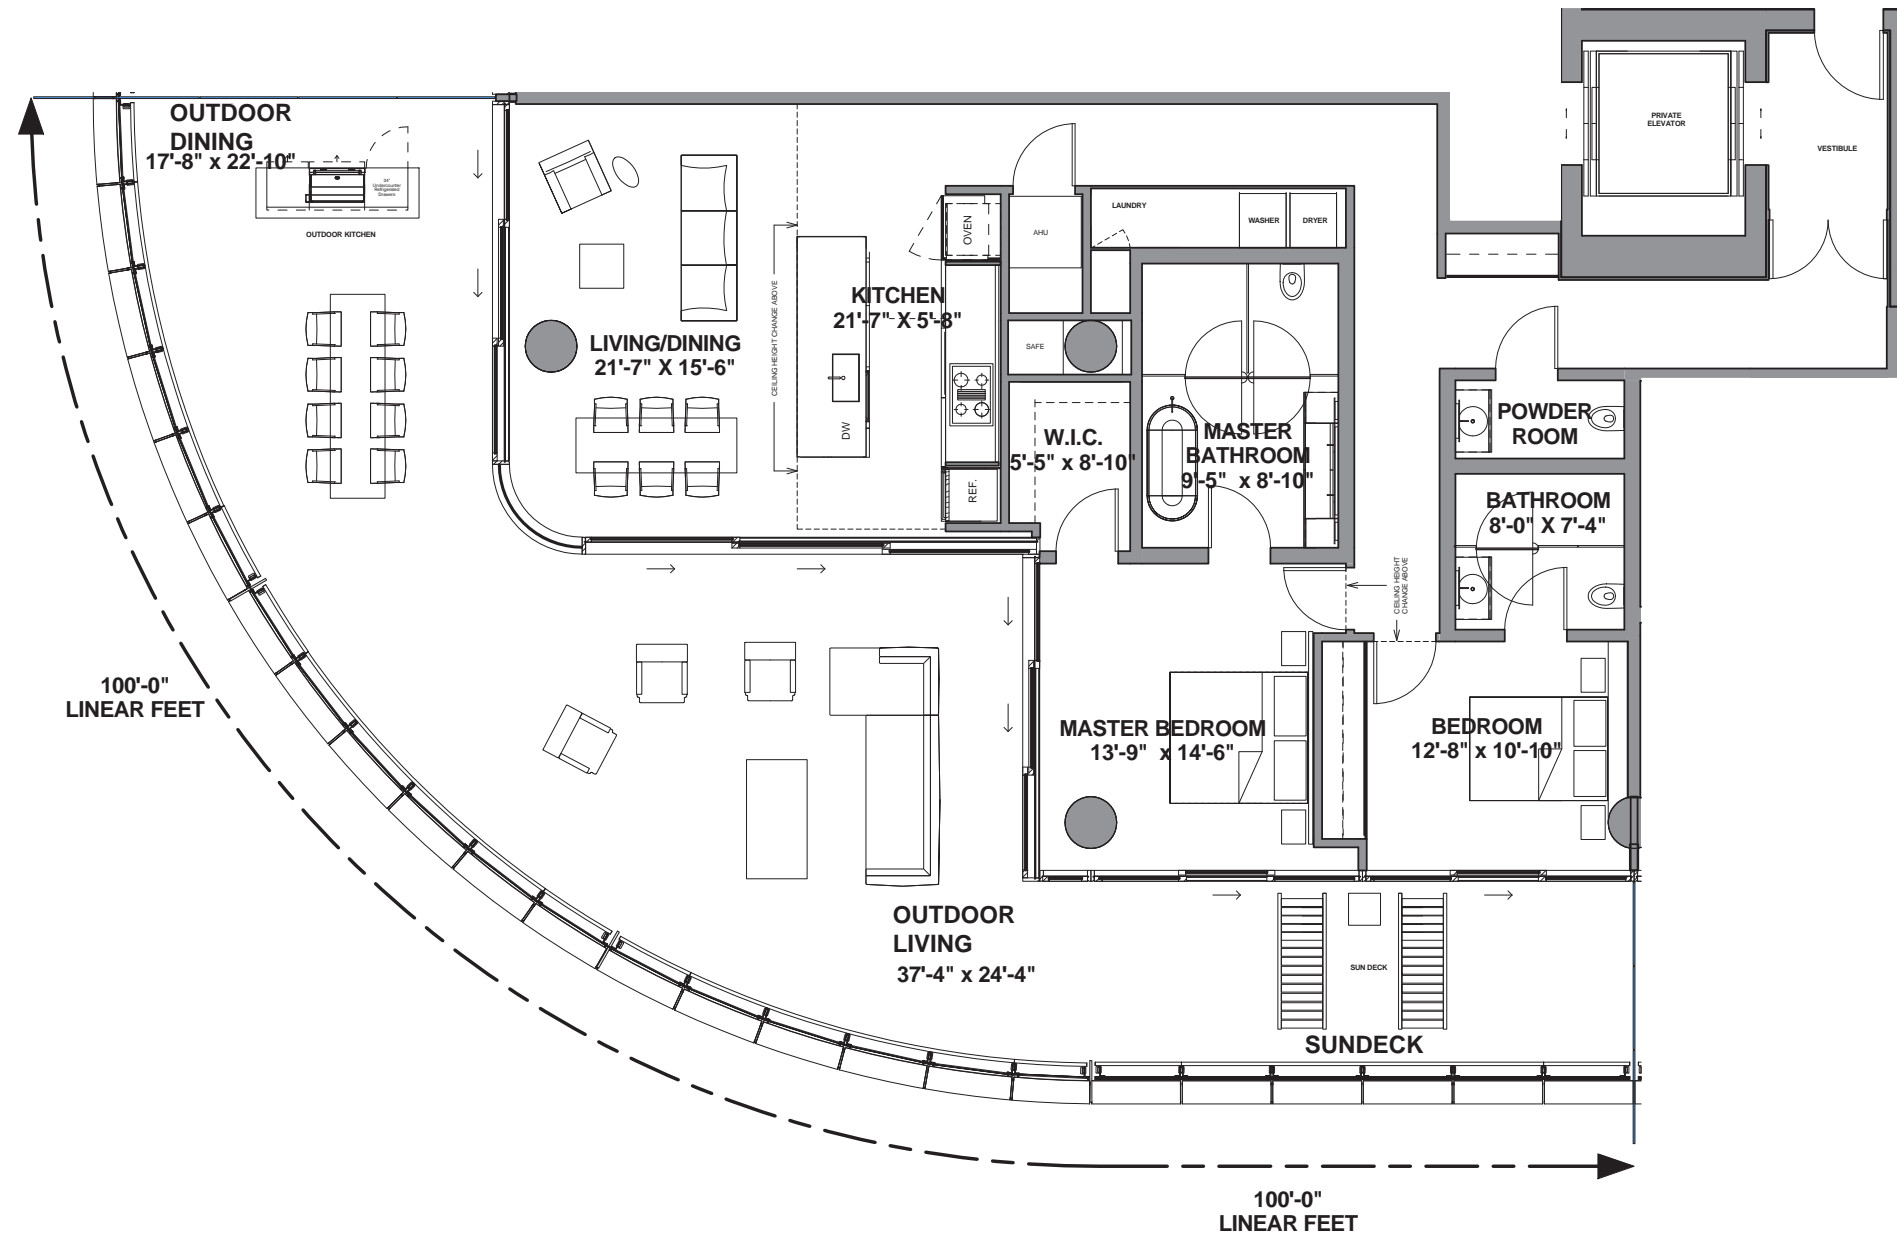 OUTDOOR
DINING
17'-8" x 22'-10"
24"
Undercounter
Refrigerated
Drawers
OUTDOOR KITCHEN
LIVING/DINING
21'-7" X 15'-6"
CEILING HEIGHT CHANGE ABOVE
KITCHEN
21'-7" X 5'-8"
OVEN
DW
REF.
AHU
LAUNDRY
WASHER
DRYER
SAFE
W.I.C.
5'-5" x 8'-10"
MASTER
BATHROOM
9'-5" x 8'-10"
PRIVATE
ELEVATOR
VESTIBULE
POWDER
ROOM
BATHROOM
8'-0" X 7'-4"
CEILING HEIGHT
CHANGE ABOVE
MASTER BEDROOM
13'-9" x 14'-6"
BEDROOM
12'-8" x 10'-10"
100'-0"
LINEAR FEET
OUTDOOR
LIVING
37'-4" x 24'-4"
SUN DECK
SUNDECK
100'-0"
LINEAR FEET